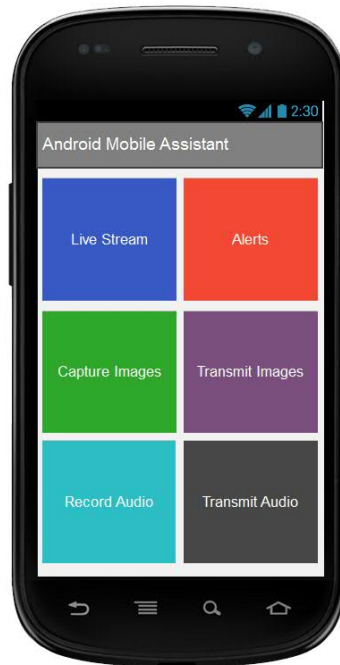 2:30
Android Mobile Assistant
Live Stream
Alerts
Capture Images
Transmit Images
Record Audio
Transmit Audio